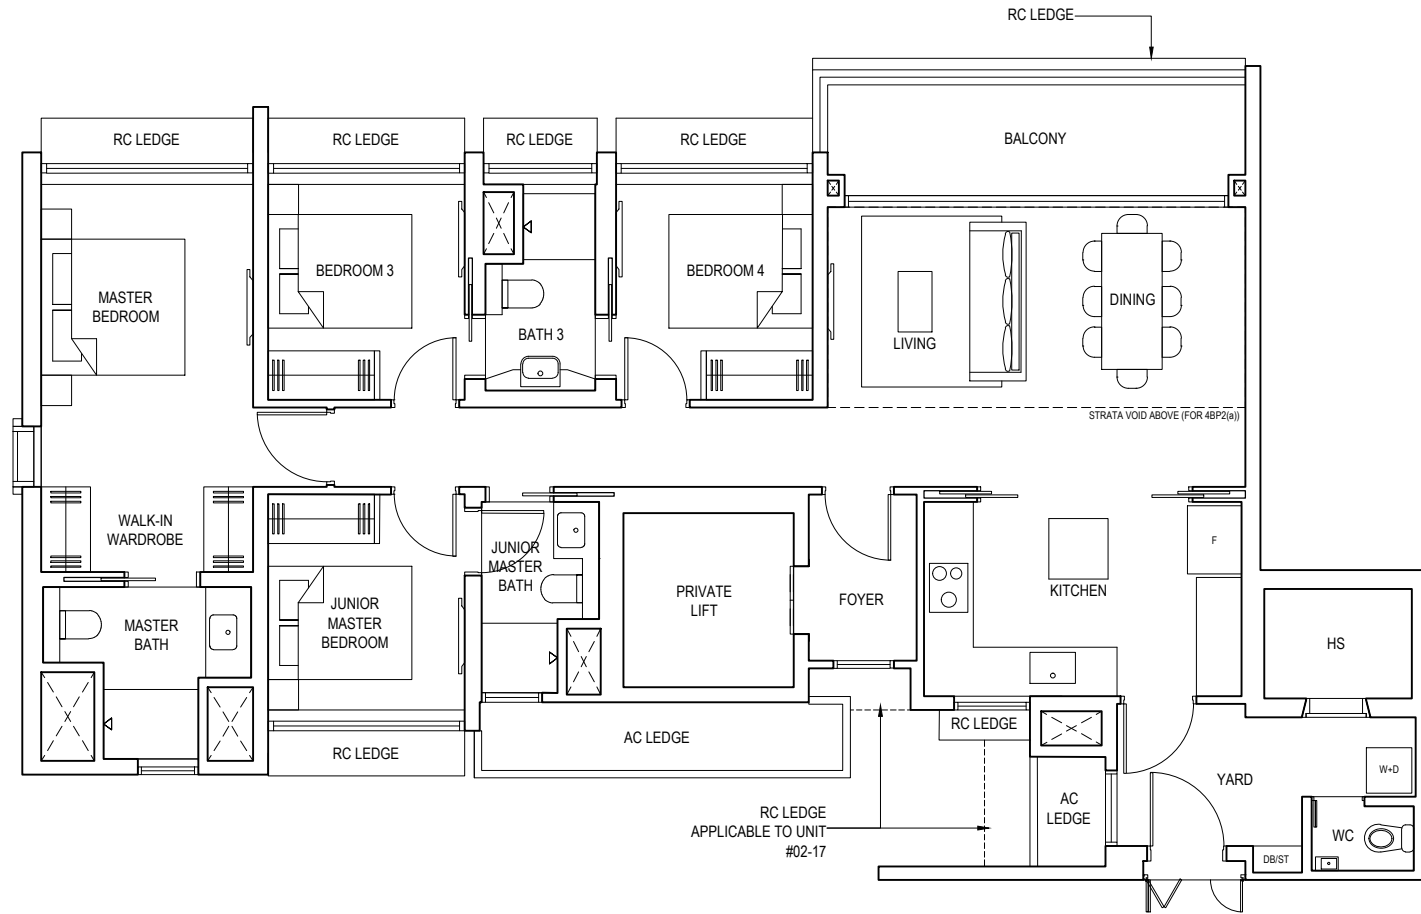 RC LEDGE
RC LEDGE
RC LEDGE
RC LEDGE
RC LEDGE
BALCONY
MASTER
BEDROOM
BEDROOM 3
BATH 3
BEDROOM 4
LIVING
DINING
STRATA VOID ABOVE (FOR 4BP2(a))
WALK-IN
WARDROBE
MASTER
BATH
JUNIOR
MASTER
BEDROOM
JUNIOR
MASTER
BATH
PRIVATE
LIFT
FOYER
KITCHEN
F
HS
RC LEDGE
AC LEDGE
RC LEDGE
RC LEDGE
APPLICABLE TO UNIT
#02-17
AC
LEDGE
YARD
W+D
WC
DB/ST